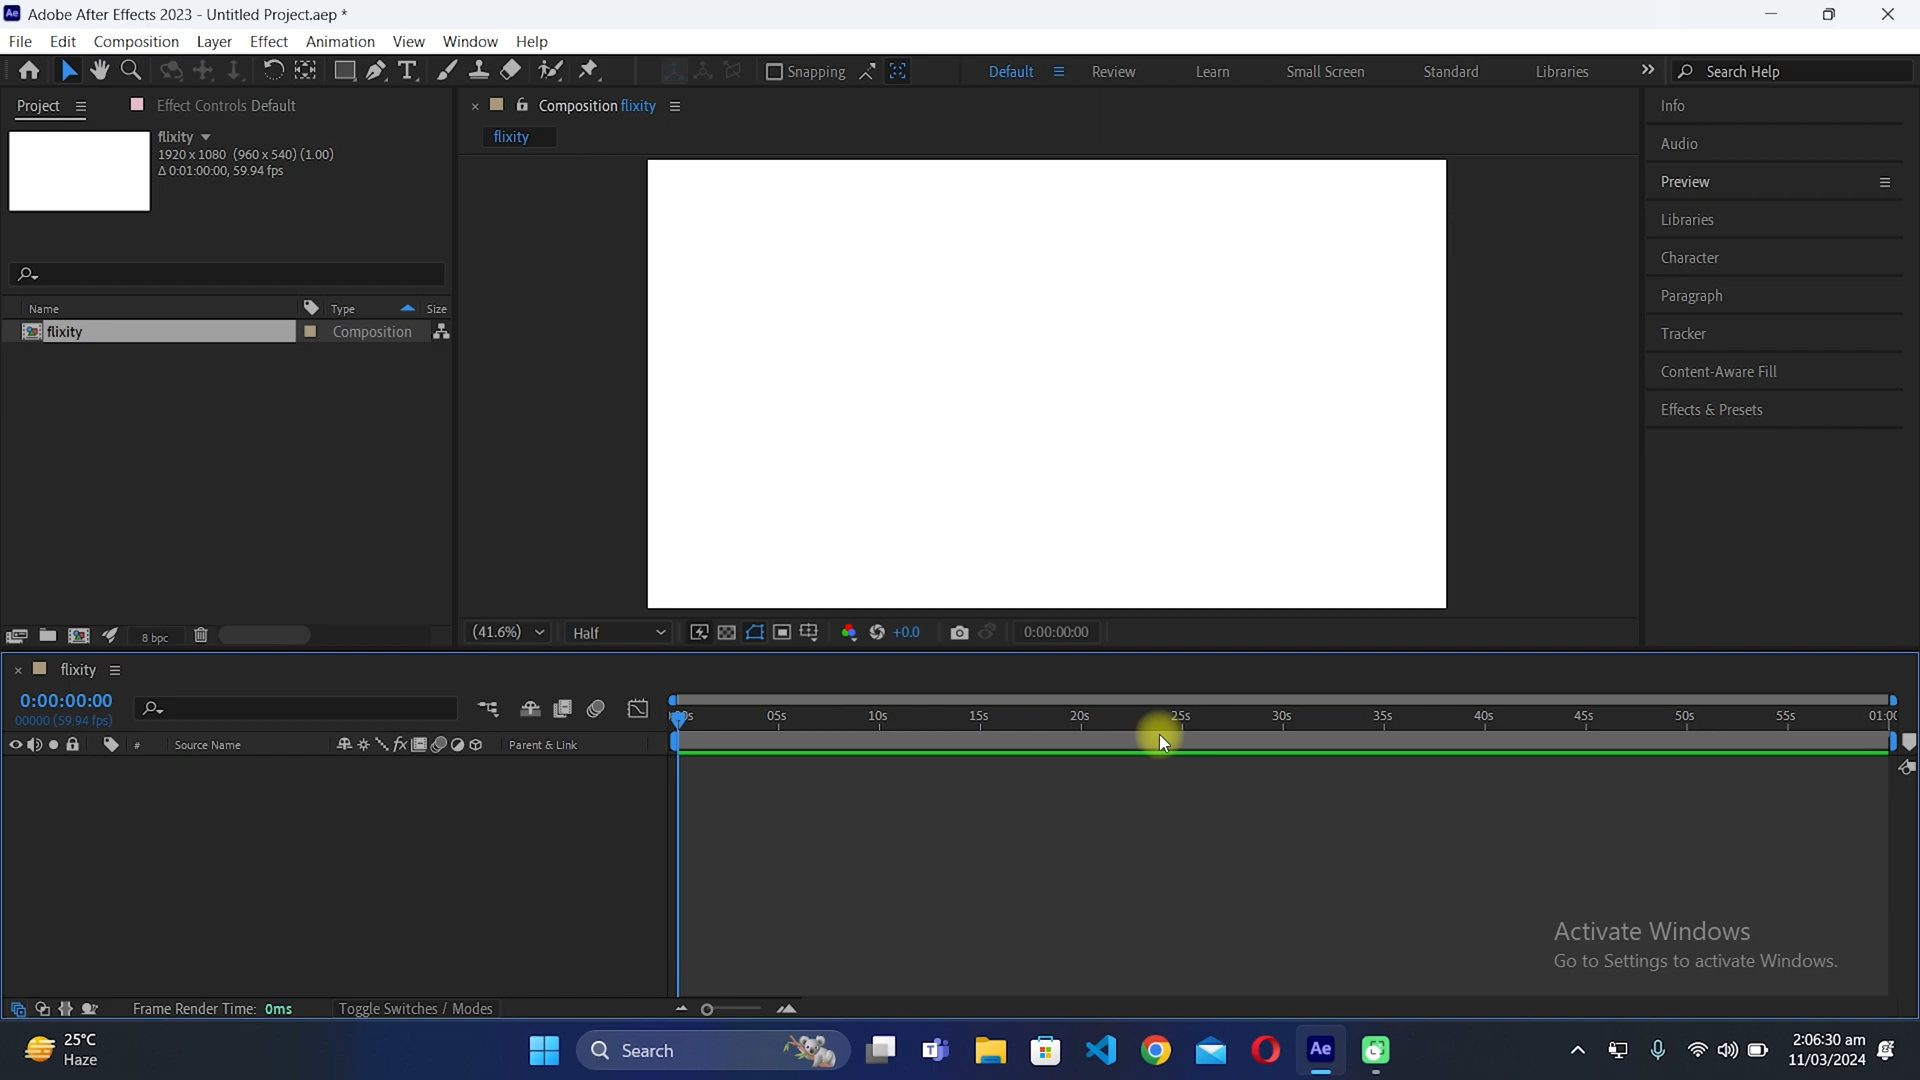 Adobe After Effects 2023 - Untitled Project.aep *
File Edit Composition Layer Effect Animation View Window Help
Snapping Default Review Learn Small Screen Standard Libraries Search Help
Project Effect Controls Default
flixity
1920 x 1080 (960 x 540) (1.00)
Δ 0:01:00:00, 59.94 fps
Name Type Size
flixity Composition
8 bpc
Composition flixity
flixity
(41.6%) Half +0.0 0:00:00:00
Info
Audio
Preview
Libraries
Character
Paragraph
Tracker
Content-Aware Fill
Effects & Presets
flixity
0:00:00:00
00000 (59.94 fps)
05s 10s 15s 20s 25s 30s 35s 40s 45s 50s 55s
# Source Name Parent & Link
Activate Windows
Go to Settings to activate Windows.
Frame Render Time: 0ms Toggle Switches / Modes
25°C
Haze
Search
Ae
2:06:30 am
11/03/2024